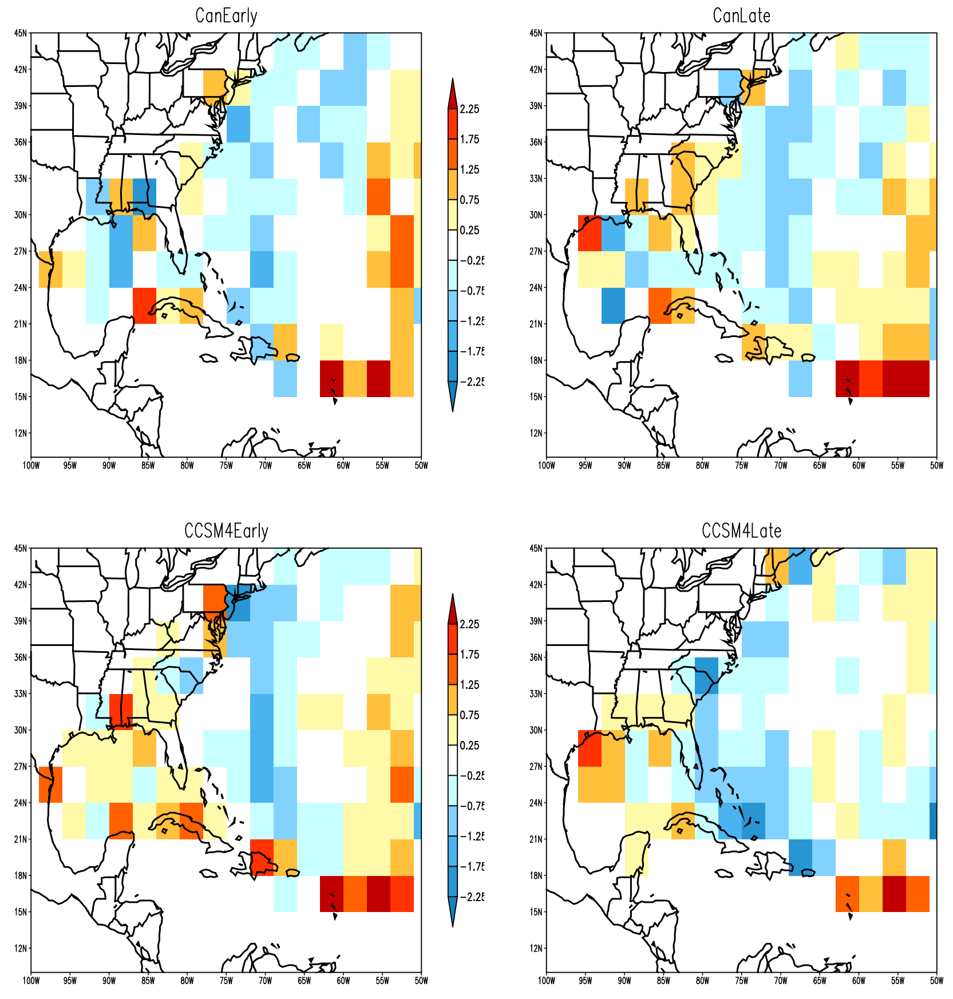 CanEarly
CanLate
45N
42N
39N
36N
33N
30N
27N
24N
21N
18N
15N
12N
100W 95W 90W 85W 80W 75W 70W 65W 60W 55W 50W
2.25
1.75
1.25
0.75
0.25
-0.25
-0.75
-1.25
-1.75
-2.25
45N
42N
39N
36N
33N
30N
27N
24N
21N
18N
15N
12N
100W 95W 90W 85W 80W 75W 70W 65W 60W 55W 50W
CCSM4Early
CCSM4Late
45N
42N
39N
36N
33N
30N
27N
24N
21N
18N
15N
12N
100W 95W 90W 85W 80W 75W 70W 65W 60W 55W 50W
2.25
1.75
1.25
0.75
0.25
-0.25
-0.75
-1.25
-1.75
-2.25
45N
42N
39N
36N
33N
30N
27N
24N
21N
18N
15N
12N
100W 95W 90W 85W 80W 75W 70W 65W 60W 55W 50W